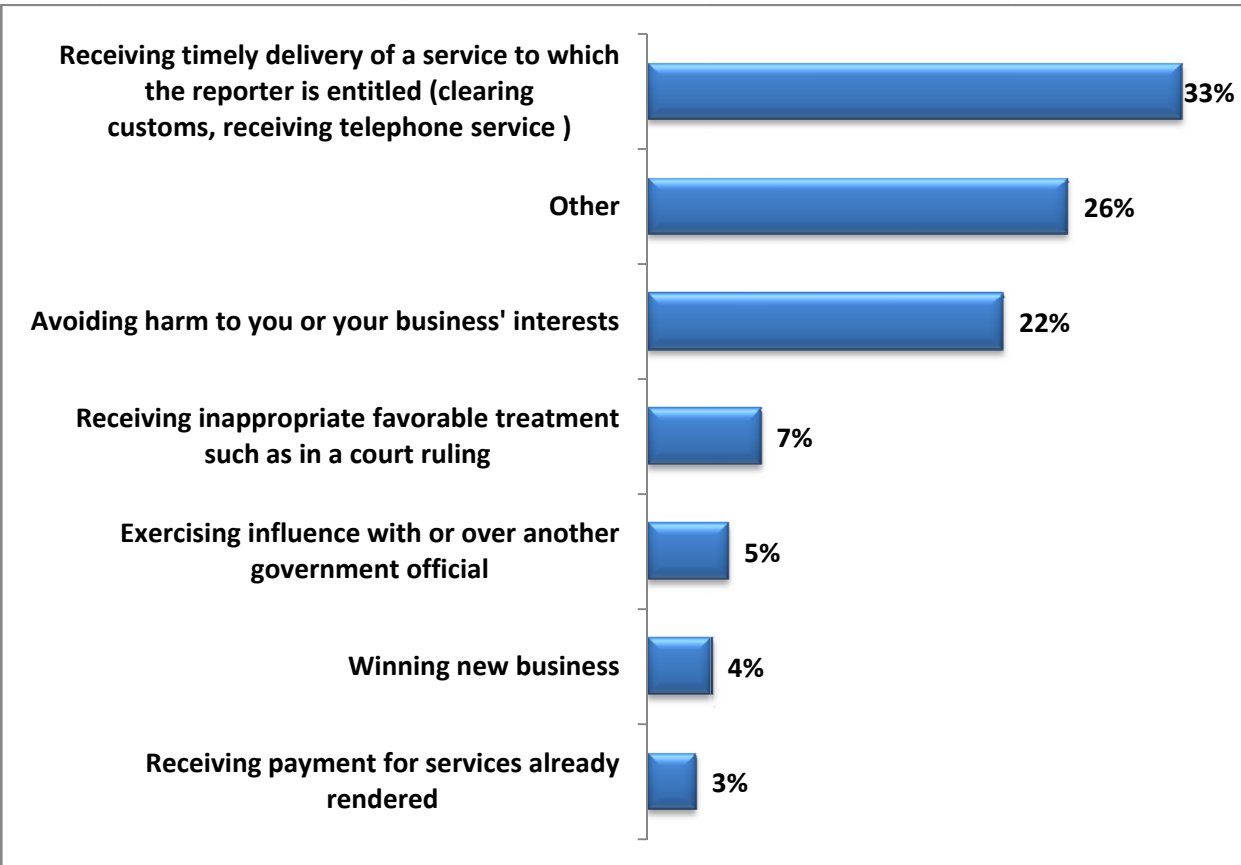 Receiving timely delivery of a service to which
the reporter is entitled (clearing
customs, receiving telephone service )
33%
Other
26%
Avoiding harm to you or your business' interests
22%
Receiving inappropriate favorable treatment
such as in a court ruling
7%
Exercising influence with or over another
government official
5%
Winning new business
4%
Receiving payment for services already
rendered
3%